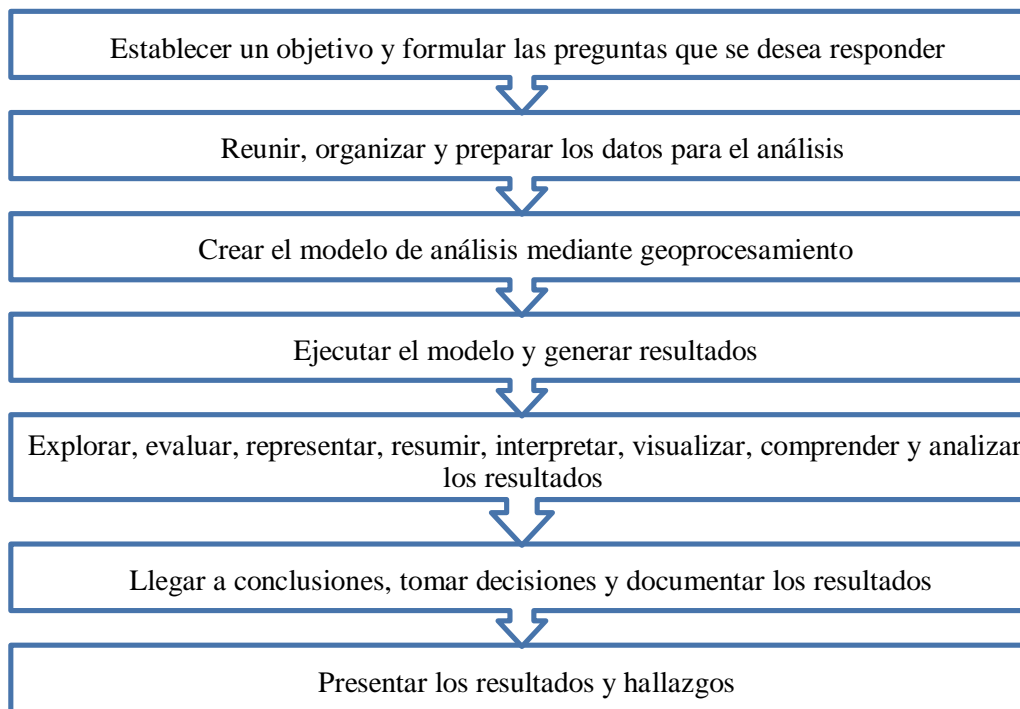 Establecer un objetivo y formular las preguntas que se desea responder
Reunir, organizar y preparar los datos para el análisis
Crear el modelo de análisis mediante geoprocesamiento
Ejecutar el modelo y generar resultados
Explorar, evaluar, representar, resumir, interpretar, visualizar, comprender y analizar
los resultados
Llegar a conclusiones, tomar decisiones y documentar los resultados
Presentar los resultados y hallazgos